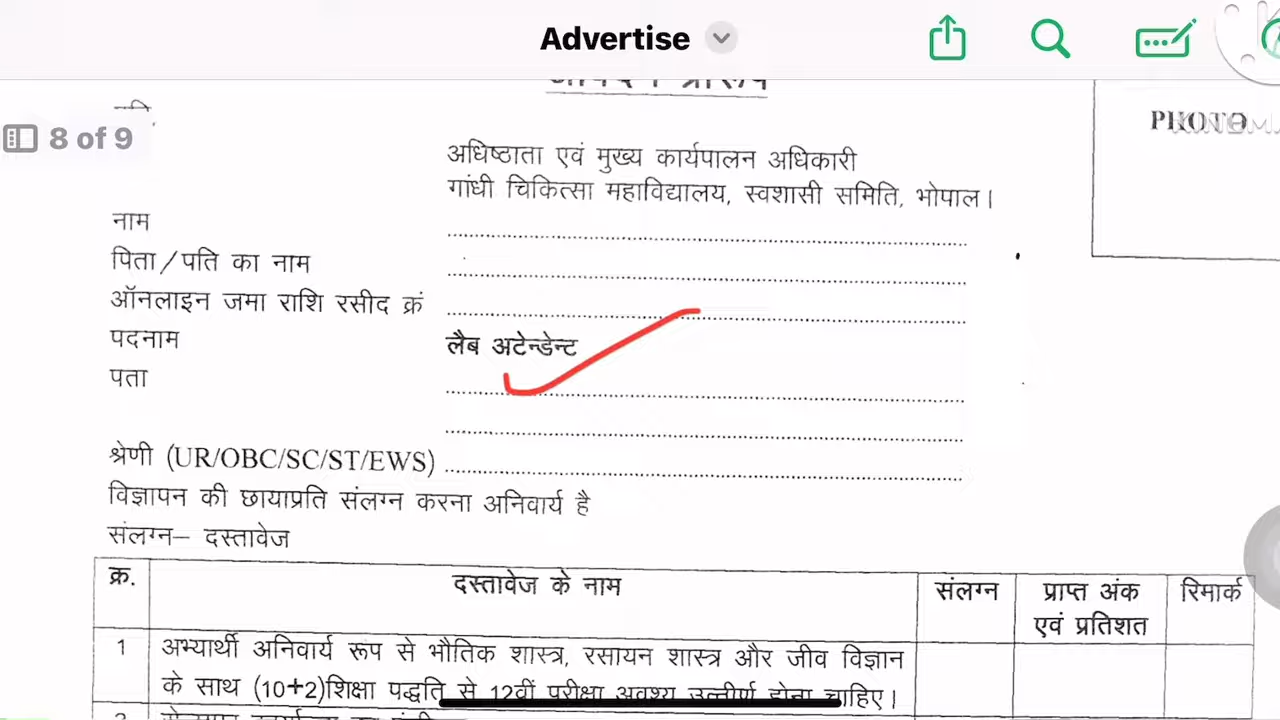 Advertise
8 of 9
PHOTO
अधिष्ठाता एवं मुख्य कार्यपालन अधिकारी
गांधी चिकित्सा महाविद्यालय, स्वशासी समिति, भोपाल।
नाम
पिता/पति का नाम
ऑनलाइन जमा राशि रसीद क्रं
पदनाम लैब अटेन्डेन्ट
पता
श्रेणी (UR/OBC/SC/ST/EWS)
विज्ञापन की छायाप्रति संलग्न करना अनिवार्य है
संलग्न– दस्तावेज
क्र. दस्तावेज के नाम संलग्न प्राप्त अंक एवं प्रतिशत रिमार्क
1 अभ्यार्थी अनिवार्य रूप से भौतिक शास्त्र, रसायन शास्त्र और जीव विज्ञान
के साथ (10+2)शिक्षा पद्धति से 12वीं परीक्षा अवश्य उत्तीर्ण होना चाहिए।